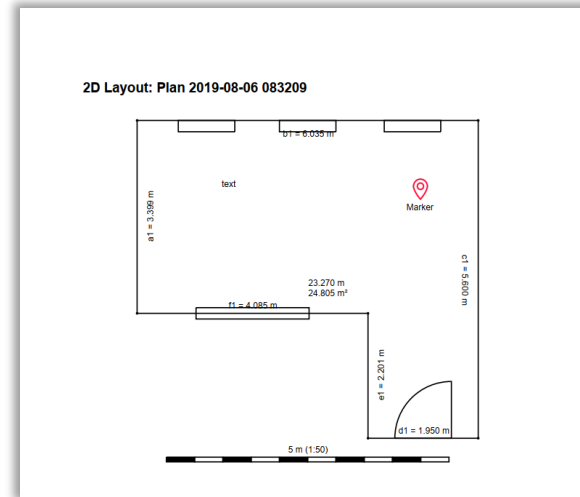 2D Layout: Plan 2019-08-06 083209
b1 = 6.035 m
text
Marker
a1 = 3.399 m
c1 = 5.600 m
23.270 m
24.805 m²
f1 = 4.085 m
e1 = 2.201 m
d1 = 1.950 m
5 m (1:50)